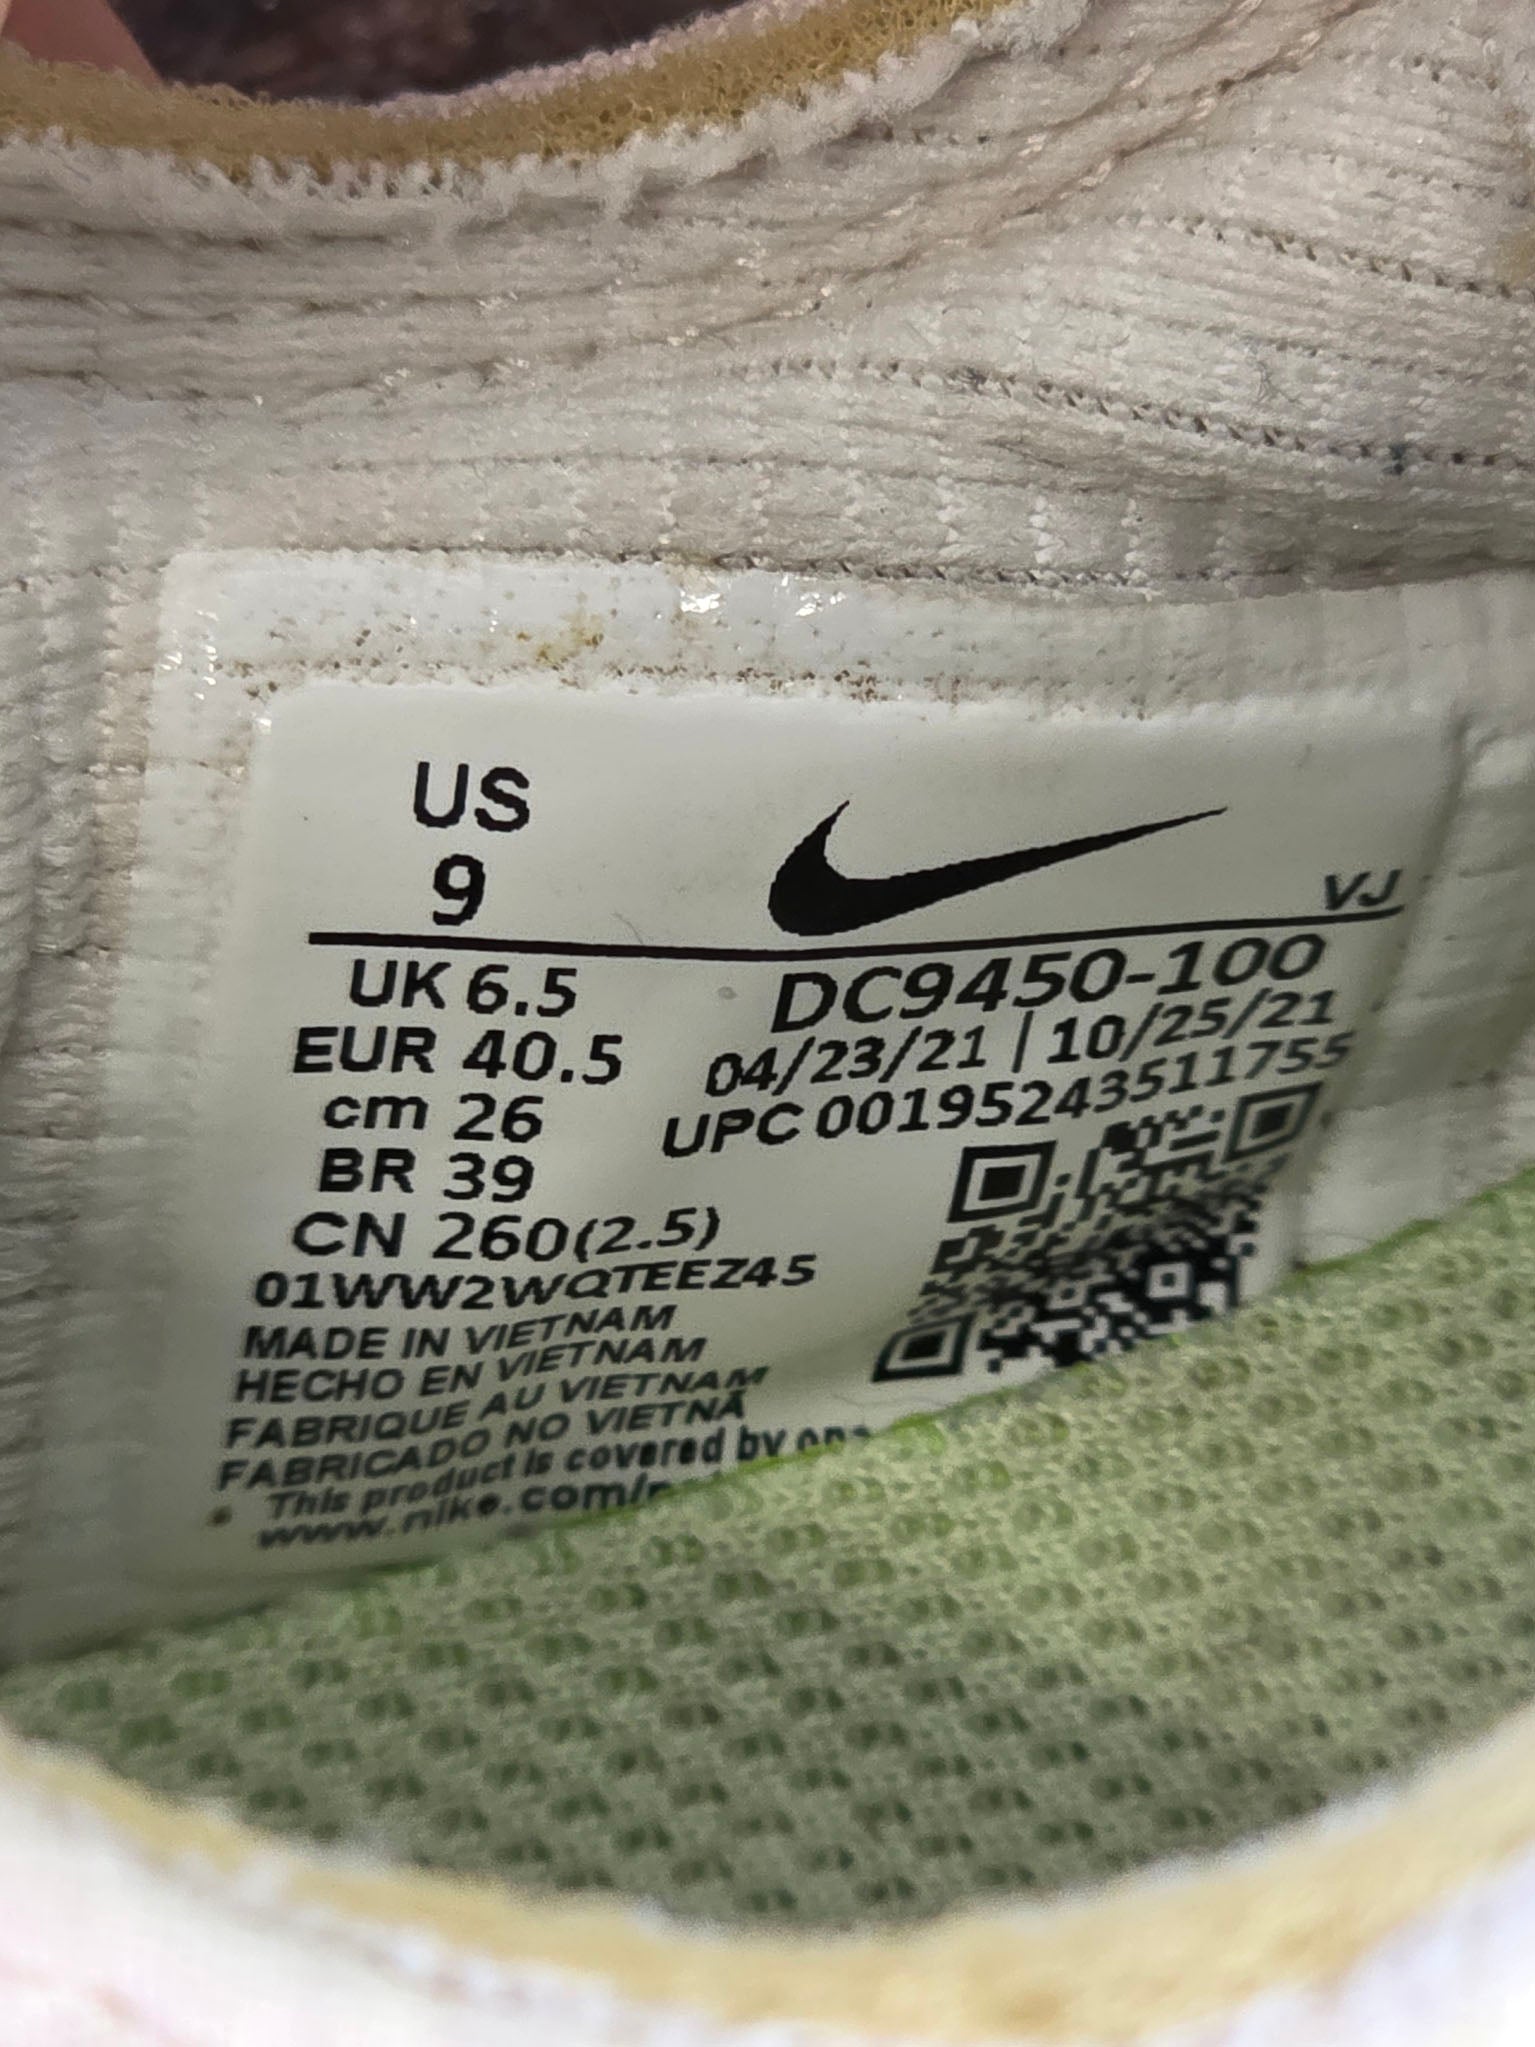 US
9
VJ
UK 6.5
EUR 40.5
cm 26
BR 39
CN 260(2.5)
DC9450-100
04/23/21 | 10/25/21
UPC 00195243511755
01WW2WQTEEZ45
MADE IN VIETNAM
HECHO EN VIETNAM
FABRIQUE AU VIETNAM
FABRICADO NO VIETNÃ
This product is covered by
www.nike.com/